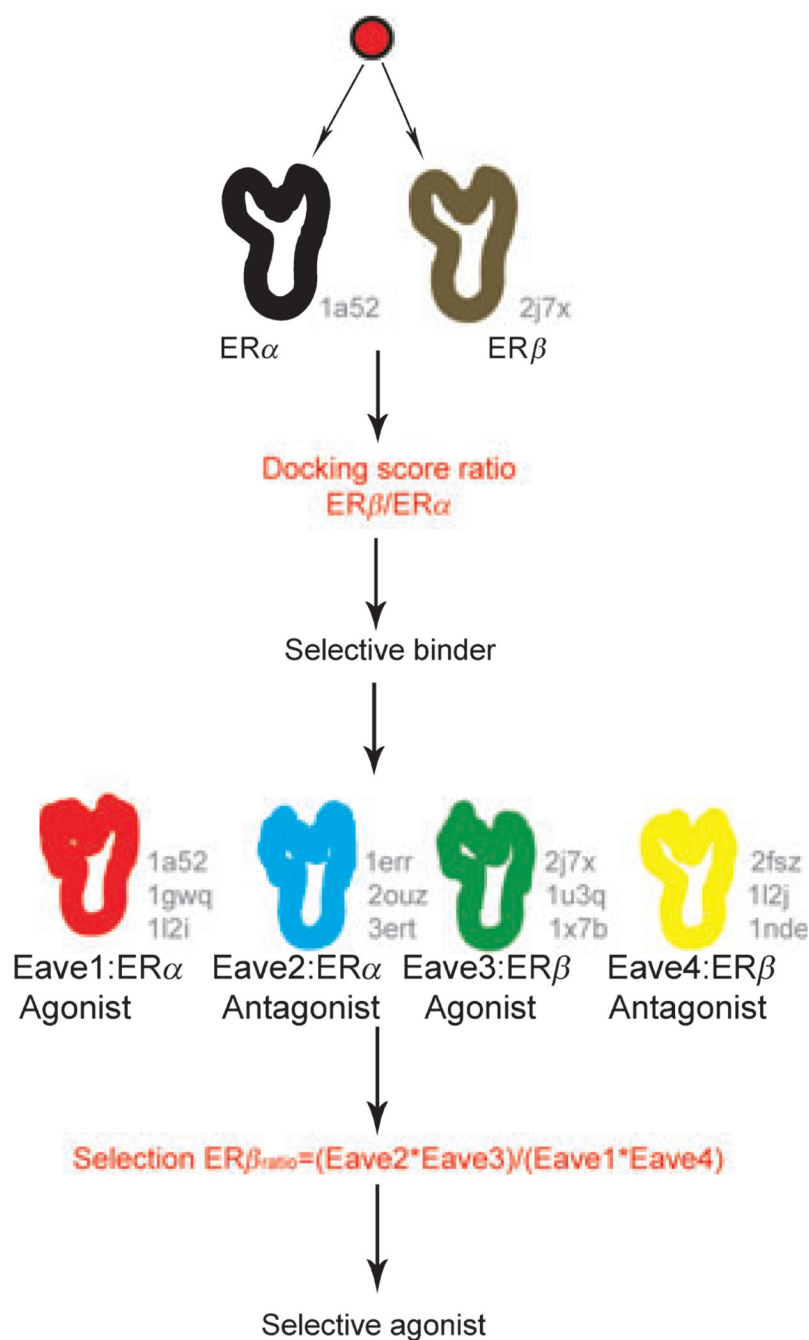 1a52
2j7x
ERα
ERβ
Docking score ratio
ERβ/ERα
Selective binder
1a52
1gwq
1l2i
1err
2ouz
3ert
2j7x
1u3q
1x7b
2fsz
1l2j
1nde
Eave1:ERα
Agonist
Eave2:ERα
Antagonist
Eave3:ERβ
Agonist
Eave4:ERβ
Antagonist
Selection ERβratio=(Eave2*Eave3)/(Eave1*Eave4)
Selective agonist